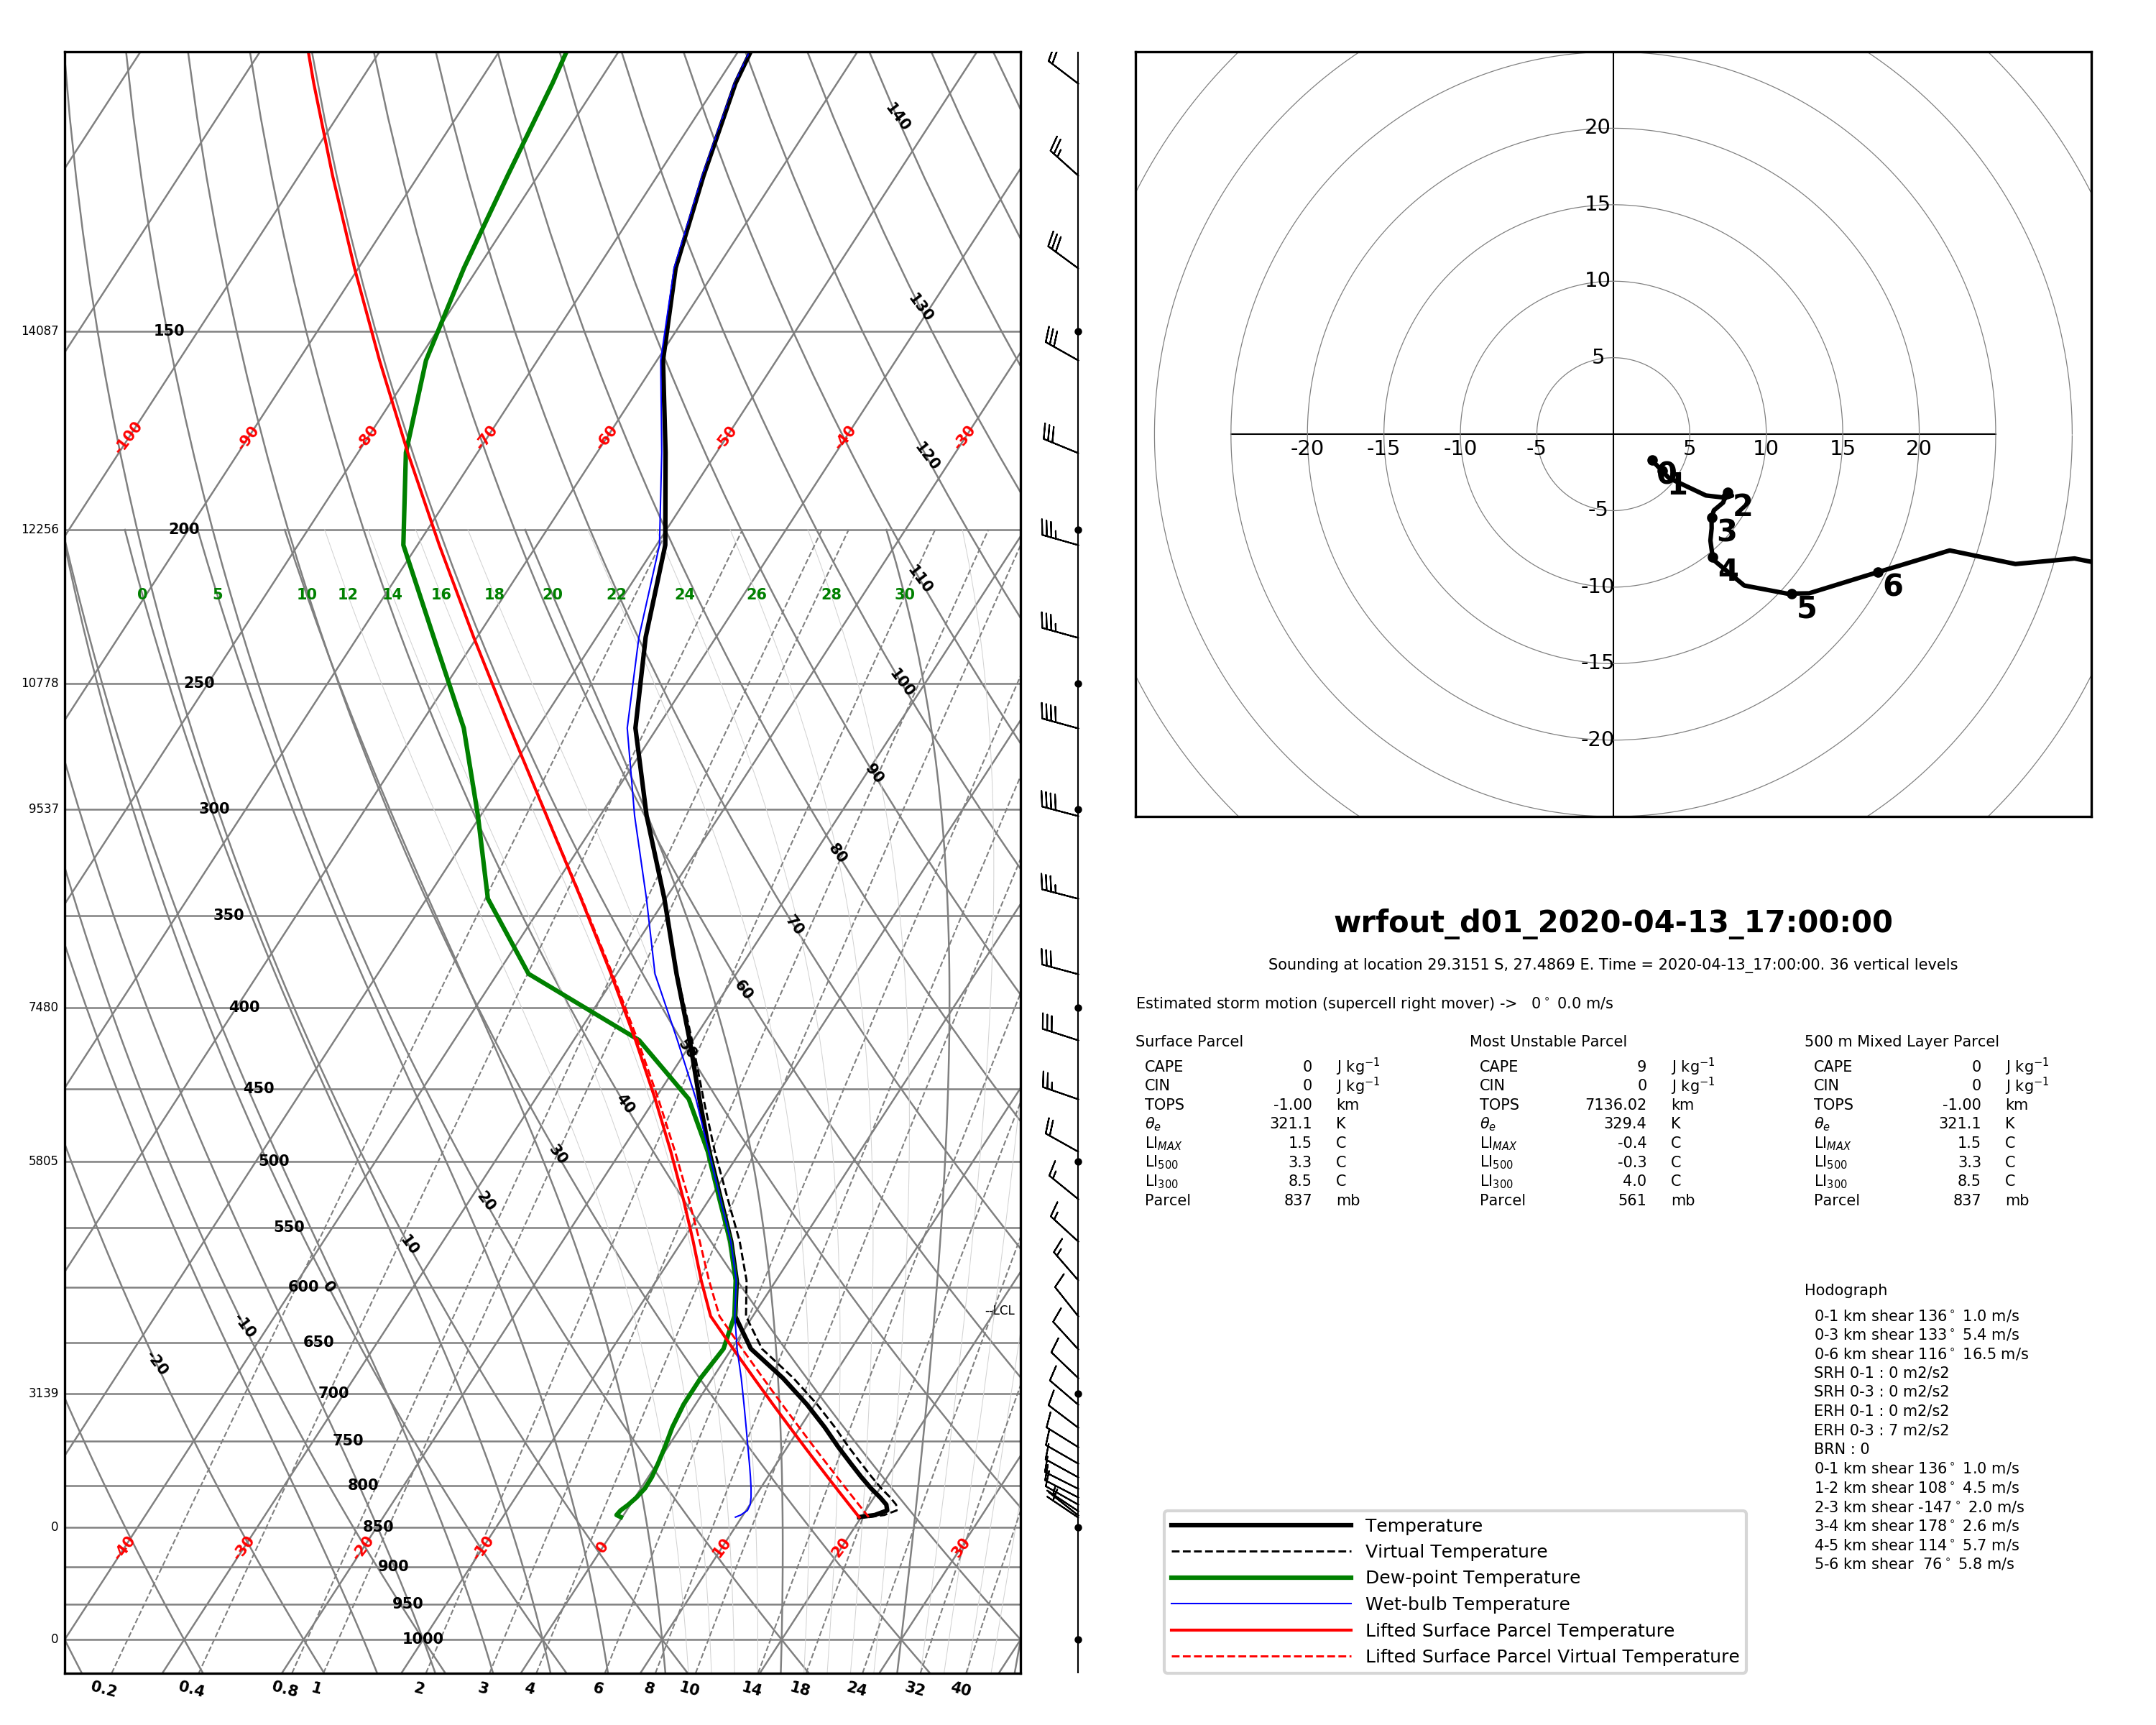 140
130
120
110
100
90
80
70
60
50
40
30
20
10
0
-10
-20
14087 150
-100 -90 -80 -70 -60 -50 -40 -30
12256 200
0 5 10 12 14 16 18 20 22 24 26 28 30
10778 250
9537 300
350
7480 400
450
5805 500
550
600
--LCL
650
3139 700
750
800
0 850
-40 -30 -20 -10 0 10 20 30
900
950
0 1000
0.2 0.4 0.8 1 2 3 4 6 8 10 14 18 24 32 40
20
15
10
5
-20 -15 -10 -5 5 10 15 20
-5
-10
-15
-20
0
1
2
3
4
5
6
wrfout_d01_2020-04-13_17:00:00
Sounding at location 29.3151 S, 27.4869 E. Time = 2020-04-13_17:00:00. 36 vertical levels
Estimated storm motion (supercell right mover) -> 0° 0.0 m/s
Surface Parcel Most Unstable Parcel 500 m Mixed Layer Parcel
CAPE 0 J kg⁻¹ CAPE 9 J kg⁻¹ CAPE 0 J kg⁻¹
CIN 0 J kg⁻¹ CIN 0 J kg⁻¹ CIN 0 J kg⁻¹
TOPS -1.00 km TOPS 7136.02 km TOPS -1.00 km
θe 321.1 K θe 329.4 K θe 321.1 K
LI MAX 1.5 C LI MAX -0.4 C LI MAX 1.5 C
LI500 3.3 C LI500 -0.3 C LI500 3.3 C
LI300 8.5 C LI300 4.0 C LI300 8.5 C
Parcel 837 mb Parcel 561 mb Parcel 837 mb
Hodograph
0-1 km shear 136° 1.0 m/s
0-3 km shear 133° 5.4 m/s
0-6 km shear 116° 16.5 m/s
SRH 0-1 : 0 m2/s2
SRH 0-3 : 0 m2/s2
ERH 0-1 : 0 m2/s2
ERH 0-3 : 7 m2/s2
BRN : 0
0-1 km shear 136° 1.0 m/s
1-2 km shear 108° 4.5 m/s
2-3 km shear -147° 2.0 m/s
3-4 km shear 178° 2.6 m/s
4-5 km shear 114° 5.7 m/s
5-6 km shear 76° 5.8 m/s
Temperature
Virtual Temperature
Dew-point Temperature
Wet-bulb Temperature
Lifted Surface Parcel Temperature
Lifted Surface Parcel Virtual Temperature